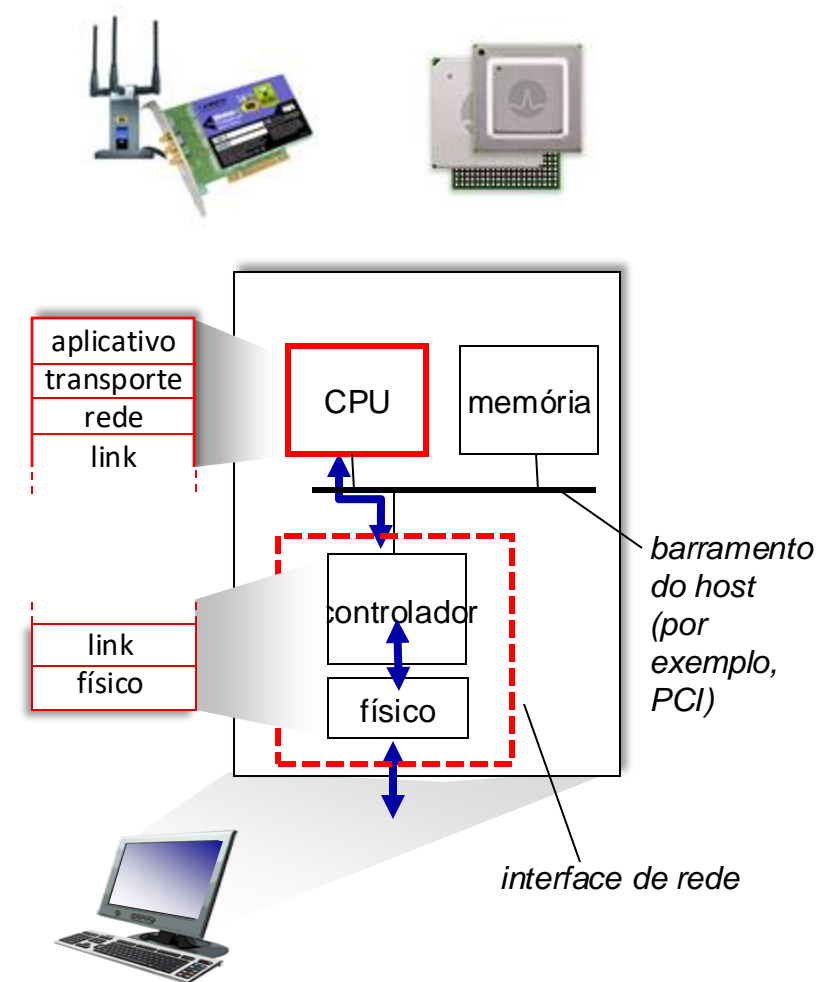 aplicativo
transporte
rede
link
CPU
memória
controlador
físico
link
físico
barramento
do host
(por
exemplo,
PCI)
interface de rede